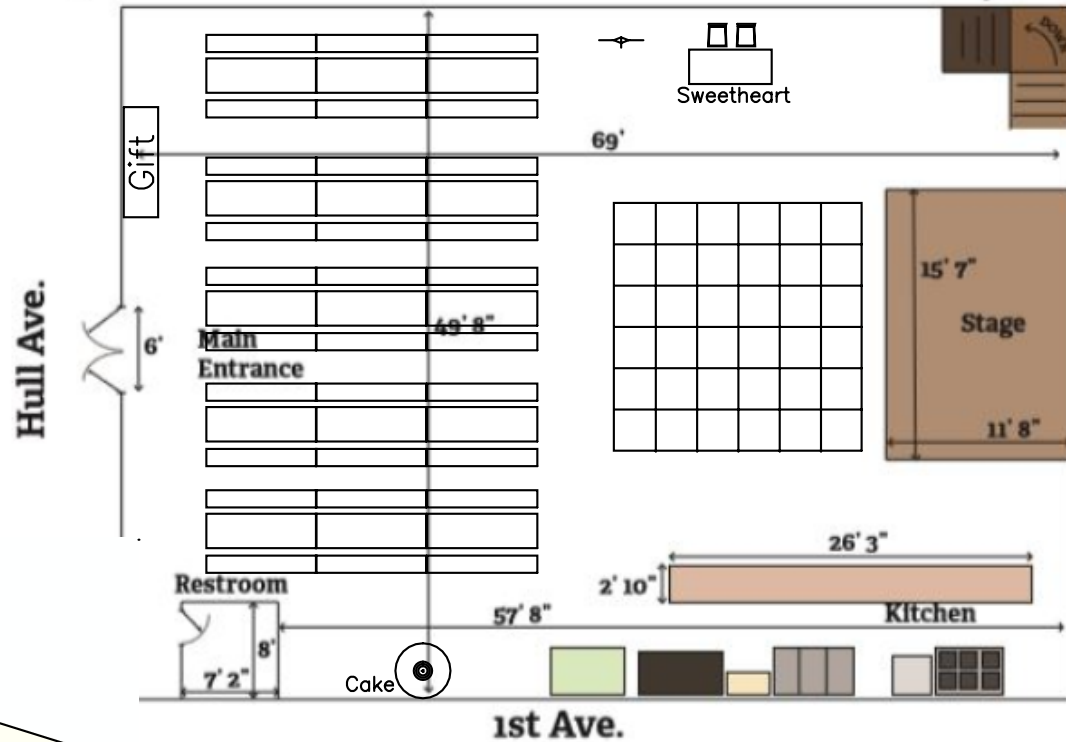 DOWN
Sweetheart
69'
Gift
15' 7"
Stage
49' 8"
6'
Main
Entrance
Hull Ave.
11' 8"
26' 3"
2' 10"
Restroom
Kitchen
57' 8"
8'
7' 2"
Cake
1st Ave.